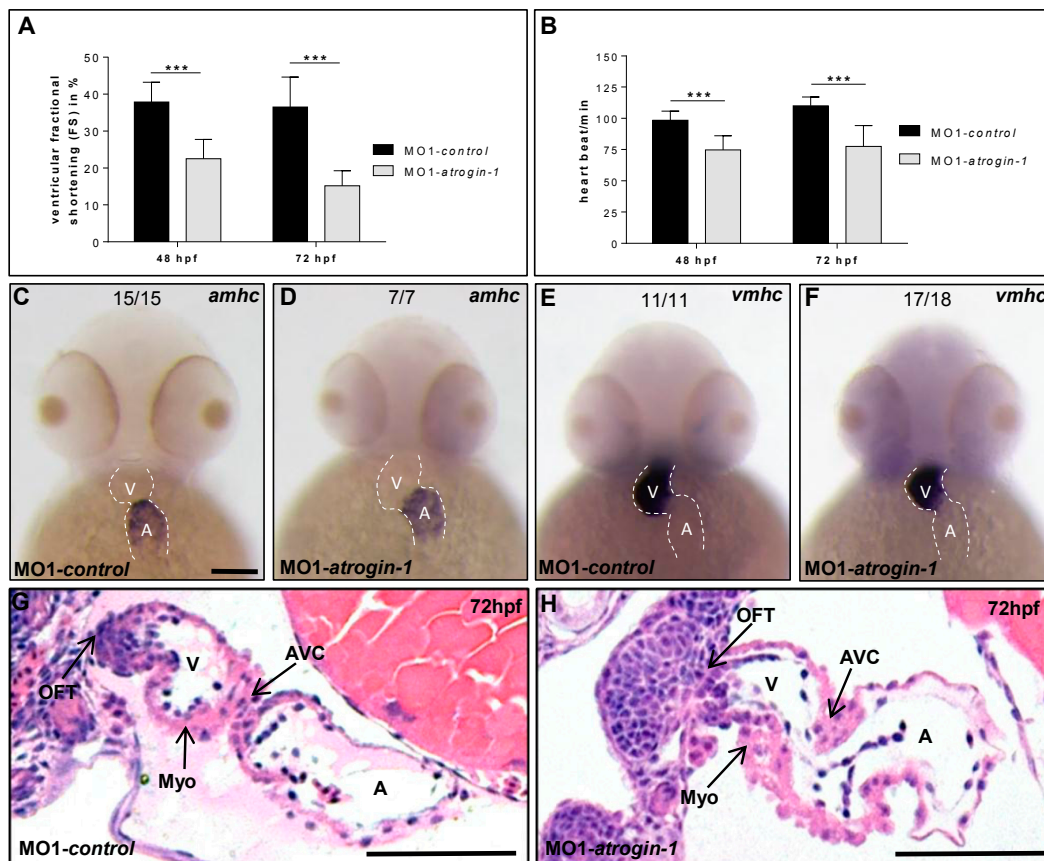 A
ventricular fractional
shortening (FS) in %
50
40
30
20
10
0
***
***
48 hpf
72 hpf
MO1-control
MO1-atrogin-1
B
heart beat/min
150
125
100
75
50
25
0
***
***
48 hpf
72 hpf
MO1-control
MO1-atrogin-1
C
15/15
amhc
V
A
MO1-control
D
7/7
amhc
V
A
MO1-atrogin-1
E
11/11
vmhc
V
A
MO1-control
F
17/18
vmhc
V
A
MO1-atrogin-1
G
72hpf
V
AVC
OFT
Myo
A
MO1-control
H
72hpf
OFT
AVC
V
A
Myo
MO1-atrogin-1